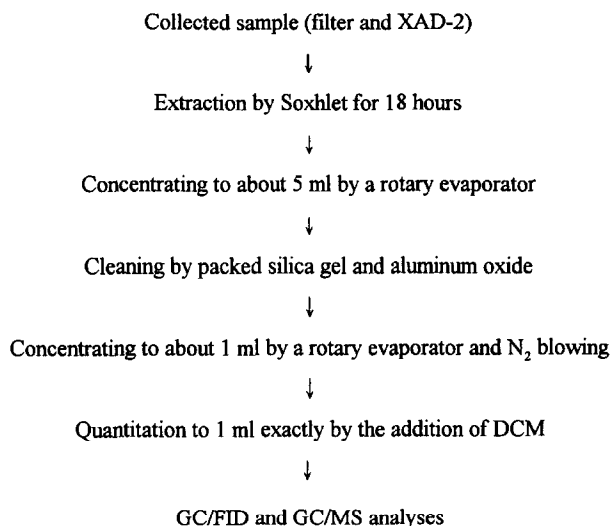 Collected sample (filter and XAD-2)
↓
Extraction by Soxhlet for 18 hours
↓
Concentrating to about 5 ml by a rotary evaporator
↓
Cleaning by packed silica gel and aluminum oxide
↓
Concentrating to about 1 ml by a rotary evaporator and N₂ blowing
↓
Quantitation to 1 ml exactly by the addition of DCM
↓
GC/FID and GC/MS analyses